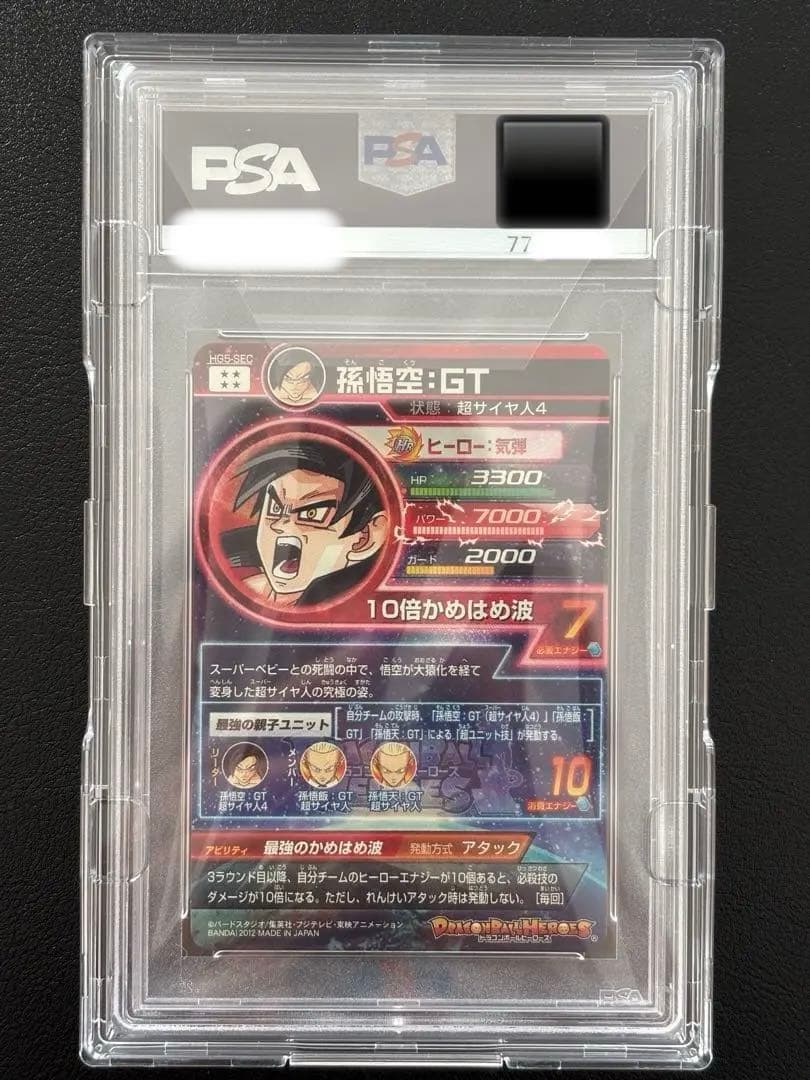 PSA
PSA
77
HG5-SEC
孫悟空:GT
状態:超サイヤ人4
ヒーロー:気弾
HP 3300
パワー 7000
ガード 2000
10倍かめはめ波 7
必要エナジー
スーパーベビーとの死闘の中で、悟空が大猿化を経て
変身した超サイヤ人の究極の姿。
最強の親子ユニット
自分チームの攻撃時、「孫悟空:GT(超サイヤ人4)」「孫悟飯:
GT」「孫悟天:GT」による「超ユニット技」が発動する。
リーダー
孫悟空:GT
超サイヤ人4
メンバー
孫悟飯:GT
超サイヤ人
孫悟天:GT
超サイヤ人
10
消費エナジー
アビリティ 最強のかめはめ波 発動方式 アタック
3ラウンド目以降、自分チームのヒーローエナジーが10個あると、必殺技の
ダメージが10倍になる。ただし、れんけいアタック時は発動しない。[毎回]
©バードスタジオ/集英社・フジテレビ・東映アニメーション
BANDAI 2012 MADE IN JAPAN
DRAGONBALL HEROES
ドラゴンボールヒーローズ
PSA